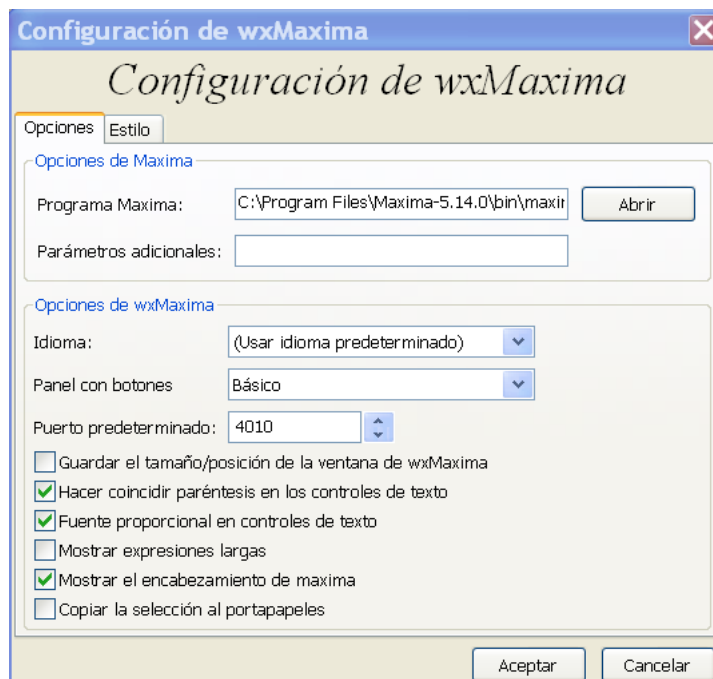 Configuración de wxMaxima
Configuración de wxMaxima
Opciones Estilo
Opciones de Maxima
Programa Maxima: C:\Program Files\Maxima-5.14.0\bin\maxir Abrir
Parámetros adicionales:
Opciones de wxMaxima
Idioma: (Usar idioma predeterminado)
Panel con botones Básico
Puerto predeterminado: 4010
Guardar el tamaño/posición de la ventana de wxMaxima
Hacer coincidir paréntesis en los controles de texto
Fuente proporcional en controles de texto
Mostrar expresiones largas
Mostrar el encabezamiento de maxima
Copiar la selección al portapapeles
Aceptar Cancelar